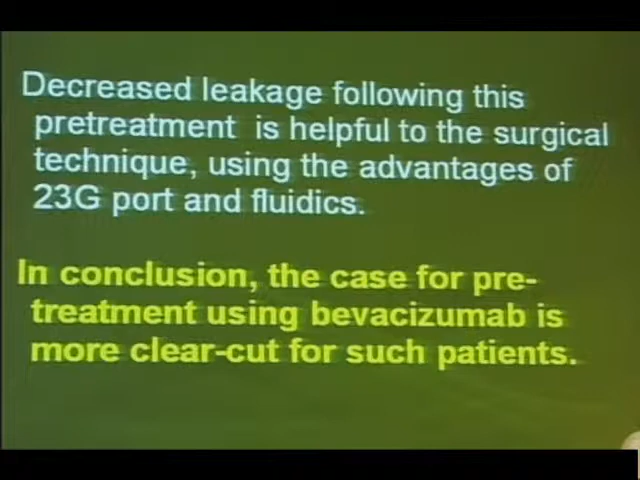 Decreased leakage following this
pretreatment is helpful to the surgical
technique, using the advantages of
23G port and fluidics.
In conclusion, the case for pre-
treatment using bevacizumab is
more clear-cut for such patients.